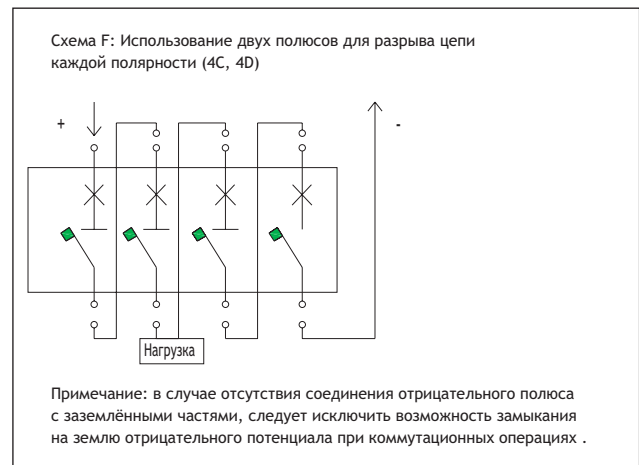 Схема F: Использование двух полюсов для разрыва цепи
каждой полярности (4C, 4D)
+ -
Нагрузка
Примечание: в случае отсутствия соединения отрицательного полюса
с заземлёнными частями, следует исключить возможность замыкания
на землю отрицательного потенциала при коммутационных операциях .